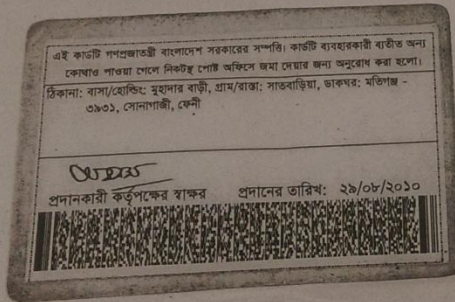 এই কার্ডটি গণপ্রজাতন্ত্রী বাংলাদেশ সরকারের সম্পত্তি। কার্ডটি ব্যবহারকারী ব্যতীত অন্য
কোথাও পাওয়া গেলে নিকটস্থ পোষ্ট অফিসে জমা দেয়ার জন্য অনুরোধ করা হলো।
ঠিকানা: বাসা/হোল্ডিং: মুহাদার বাড়ী, গ্রাম/রাস্তা: সাতবাড়িয়া, ডাকঘর: মতিগঞ্জ -
৩৯৩১, সোনাগাজী, ফেনী
প্রদানকারী কর্তৃপক্ষের স্বাক্ষর প্রদানের তারিখ: ২৯/০৮/২০১০